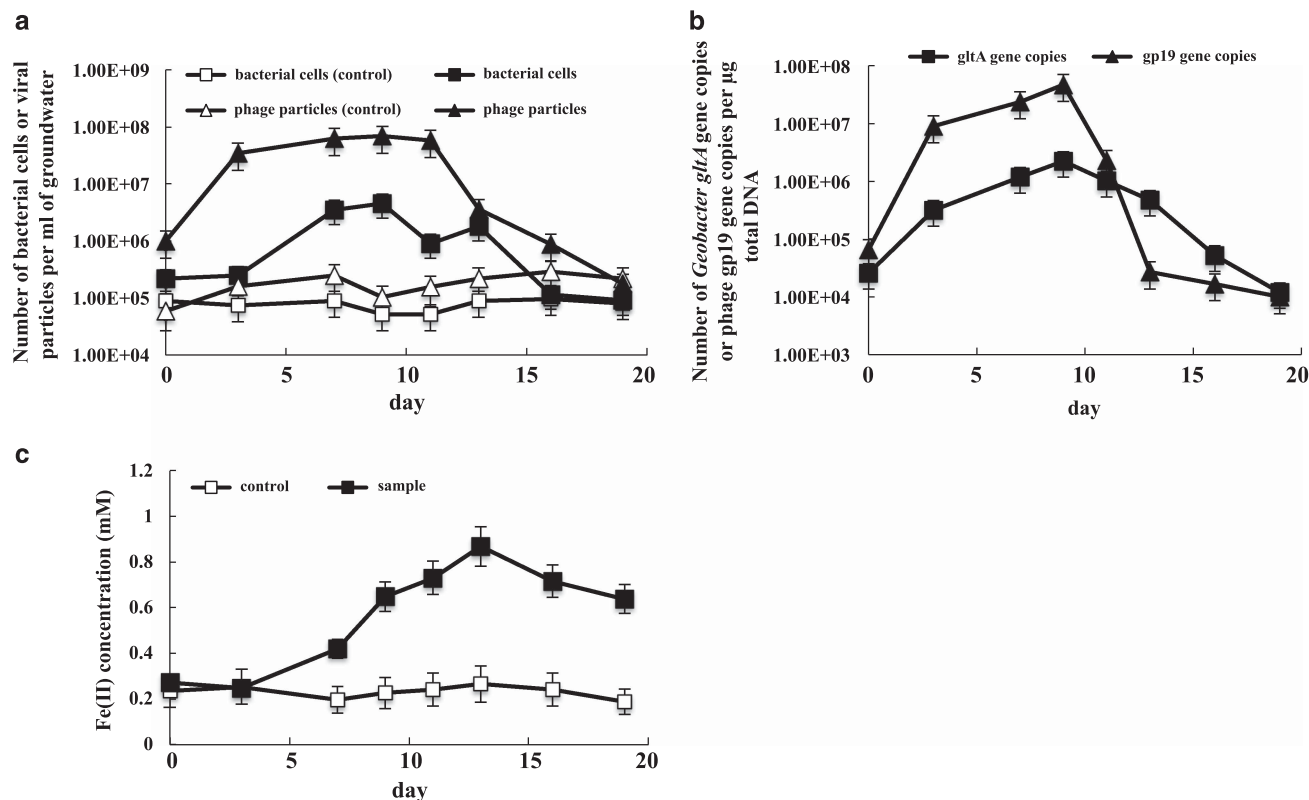 a
Number of bacterial cells or viral
particles per ml of groundwater
1.00E+09
1.00E+08
1.00E+07
1.00E+06
1.00E+05
1.00E+04
bacterial cells (control)
bacterial cells
phage particles (control)
phage particles
0
5
10
15
20
day
b
Number of Geobacter gltA gene copies
or phage gp19 gene copies per µg
total DNA
gltA gene copies
gp19 gene copies
1.00E+08
1.00E+07
1.00E+06
1.00E+05
1.00E+04
1.00E+03
0
5
10
15
20
day
c
Fe(II) concentration (mM)
1.2
1
0.8
0.6
0.4
0.2
0
control
sample
0
5
10
15
20
day